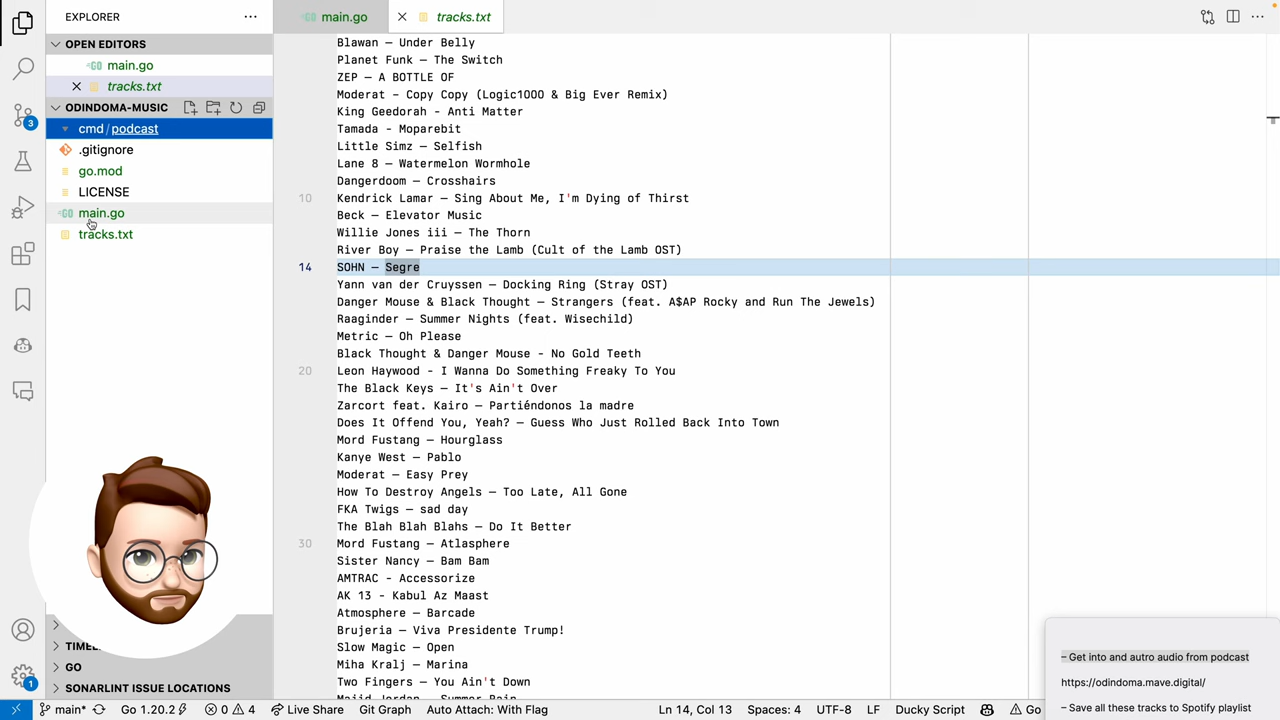 EXPLORER
OPEN EDITORS
main.go
tracks.txt
ODINDOMA-MUSIC
cmd / podcast
.gitignore
go.mod
LICENSE
main.go
tracks.txt
TIMEL
GO
SONARLINT ISSUE LOCATIONS
3
1
main.go
tracks.txt
Blawan – Under Belly
Planet Funk – The Switch
ZEP – A BOTTLE OF
Moderat – Copy Copy (Logic1000 & Big Ever Remix)
King Geedorah - Anti Matter
Tamada - Moparebit
Little Simz – Selfish
Lane 8 – Watermelon Wormhole
Dangerdoom – Crosshairs
10 Kendrick Lamar – Sing About Me, I'm Dying of Thirst
Beck – Elevator Music
Willie Jones iii – The Thorn
River Boy – Praise the Lamb (Cult of the Lamb OST)
14 SOHN – Segre
Yann van der Cruyssen – Docking Ring (Stray OST)
Danger Mouse & Black Thought – Strangers (feat. A$AP Rocky and Run The Jewels)
Raaginder – Summer Nights (feat. Wisechild)
Metric – Oh Please
Black Thought & Danger Mouse - No Gold Teeth
20 Leon Haywood - I Wanna Do Something Freaky To You
The Black Keys – It's Ain't Over
Zarcort feat. Kairo – Partiéndonos la madre
Does It Offend You, Yeah? – Guess Who Just Rolled Back Into Town
Mord Fustang – Hourglass
Kanye West – Pablo
Moderat – Easy Prey
How To Destroy Angels – Too Late, All Gone
FKA Twigs – sad day
The Blah Blah Blahs – Do It Better
30 Mord Fustang – Atlasphere
Sister Nancy – Bam Bam
AMTRAC - Accessorize
AK 13 - Kabul Az Maast
Atmosphere – Barcade
Brujeria – Viva Presidente Trump!
Slow Magic – Open
Miha Kralj – Marina
Two Fingers – You Ain't Down
Majid Jordan – Summer Rain
– Get into and autro audio from podcast
https://odindoma.mave.digital/
– Save all these tracks to Spotify playlist
main*
Go 1.20.2
0
4
Live Share
Git Graph
Auto Attach: With Flag
Ln 14, Col 13
Spaces: 4
UTF-8
LF
Ducky Script
Go